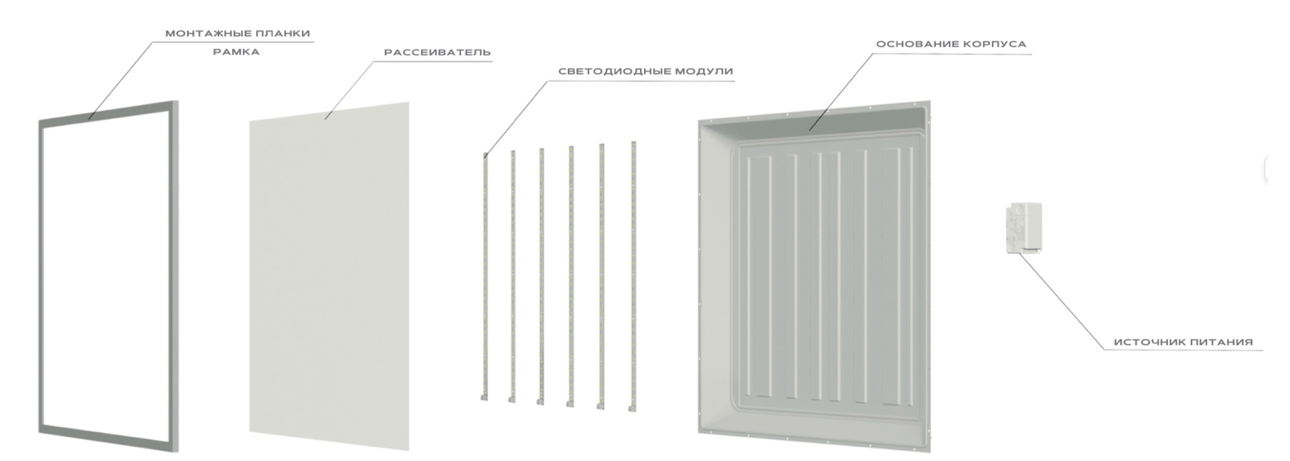 МОНТАЖНЫЕ ПЛАНКИ
РАМКА
РАССЕИВАТЕЛЬ
СВЕТОДИОДНЫЕ МОДУЛИ
ОСНОВАНИЕ КОРПУСА
ИСТОЧНИК ПИТАНИЯ